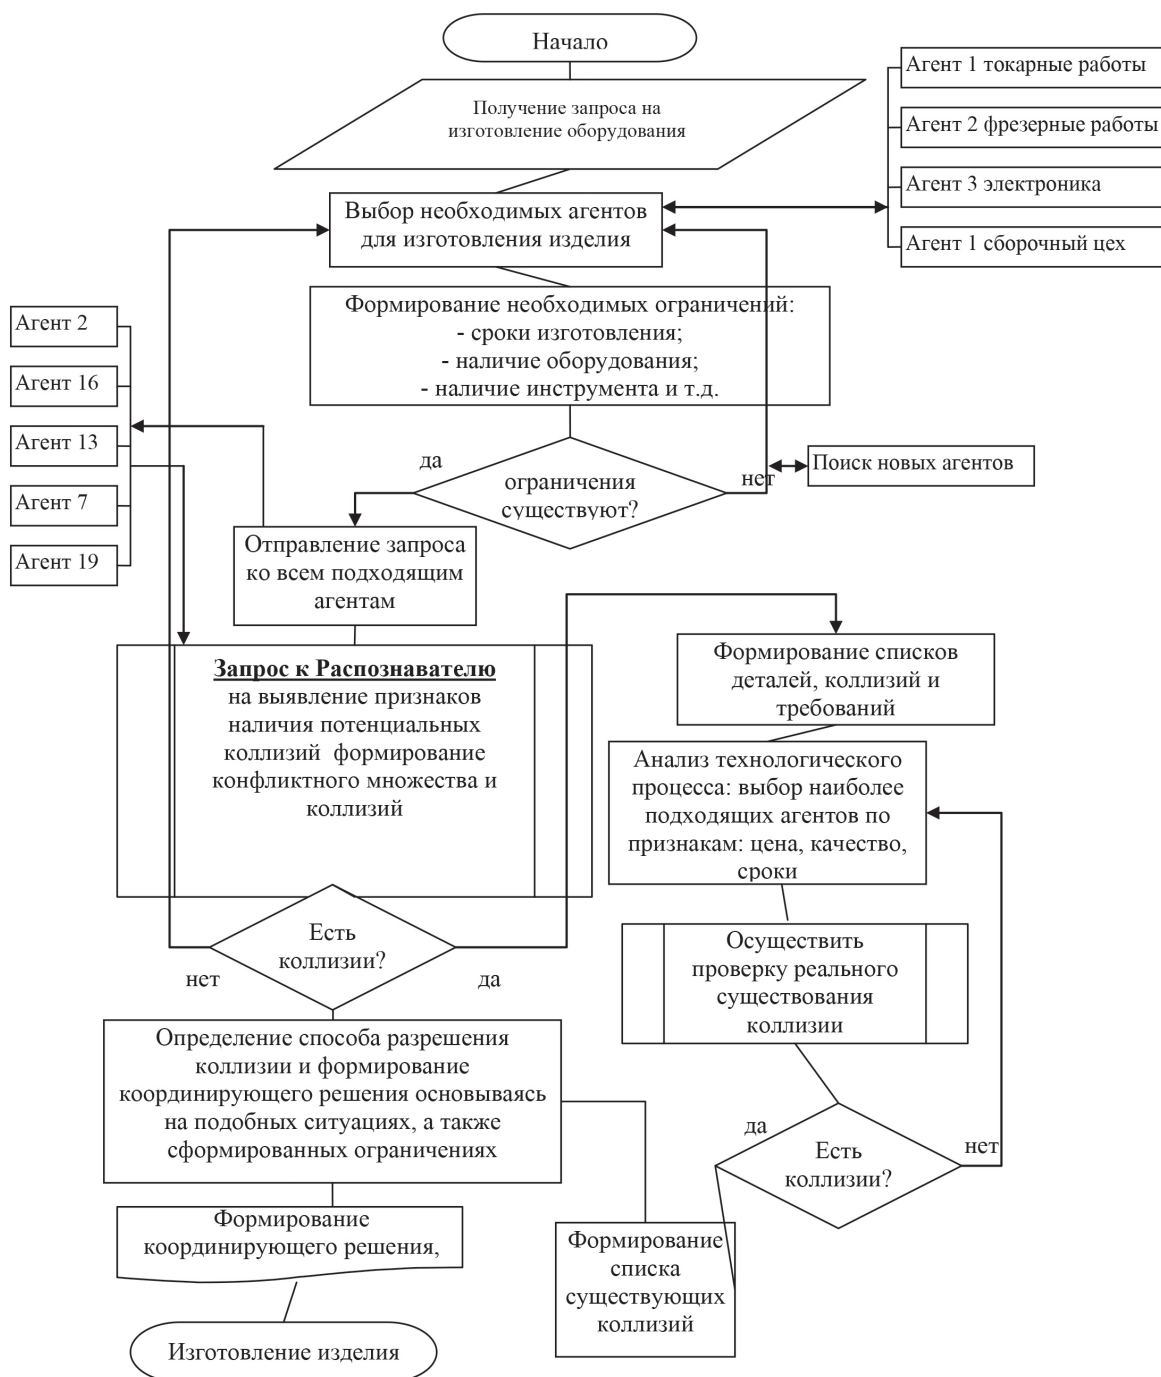 Начало
Получение запроса на
изготовление оборудования
Агент 1 токарные работы
Агент 2 фрезерные работы
Агент 3 электроника
Агент 1 сборочный цех
Выбор необходимых агентов
для изготовления изделия
Формирование необходимых ограничений:
- сроки изготовления;
- наличие оборудования;
- наличие инструмента и т.д.
Агент 2
Агент 16
Агент 13
Агент 7
Агент 19
да
ограничения
существуют?
нет
Поиск новых агентов
Отправление запроса
ко всем подходящим
агентам
Запрос к Распознавателю
на выявление признаков
наличия потенциальных
коллизий формирование
конфликтного множества и
коллизий
Формирование списков
деталей, коллизий и
требований
Анализ технологического
процесса: выбор наиболее
подходящих агентов по
признакам: цена, качество,
сроки
Есть
коллизии?
нет
да
Осуществить
проверку реального
существования
коллизии
Определение способа разрешения
коллизии и формирование
координирующего решения основываясь
на подобных ситуациях, а также
сформированных ограничениях
да
Есть
коллизии?
нет
Формирование
координирующего решения,
Формирование
списка
существующих
коллизий
Изготовление изделия